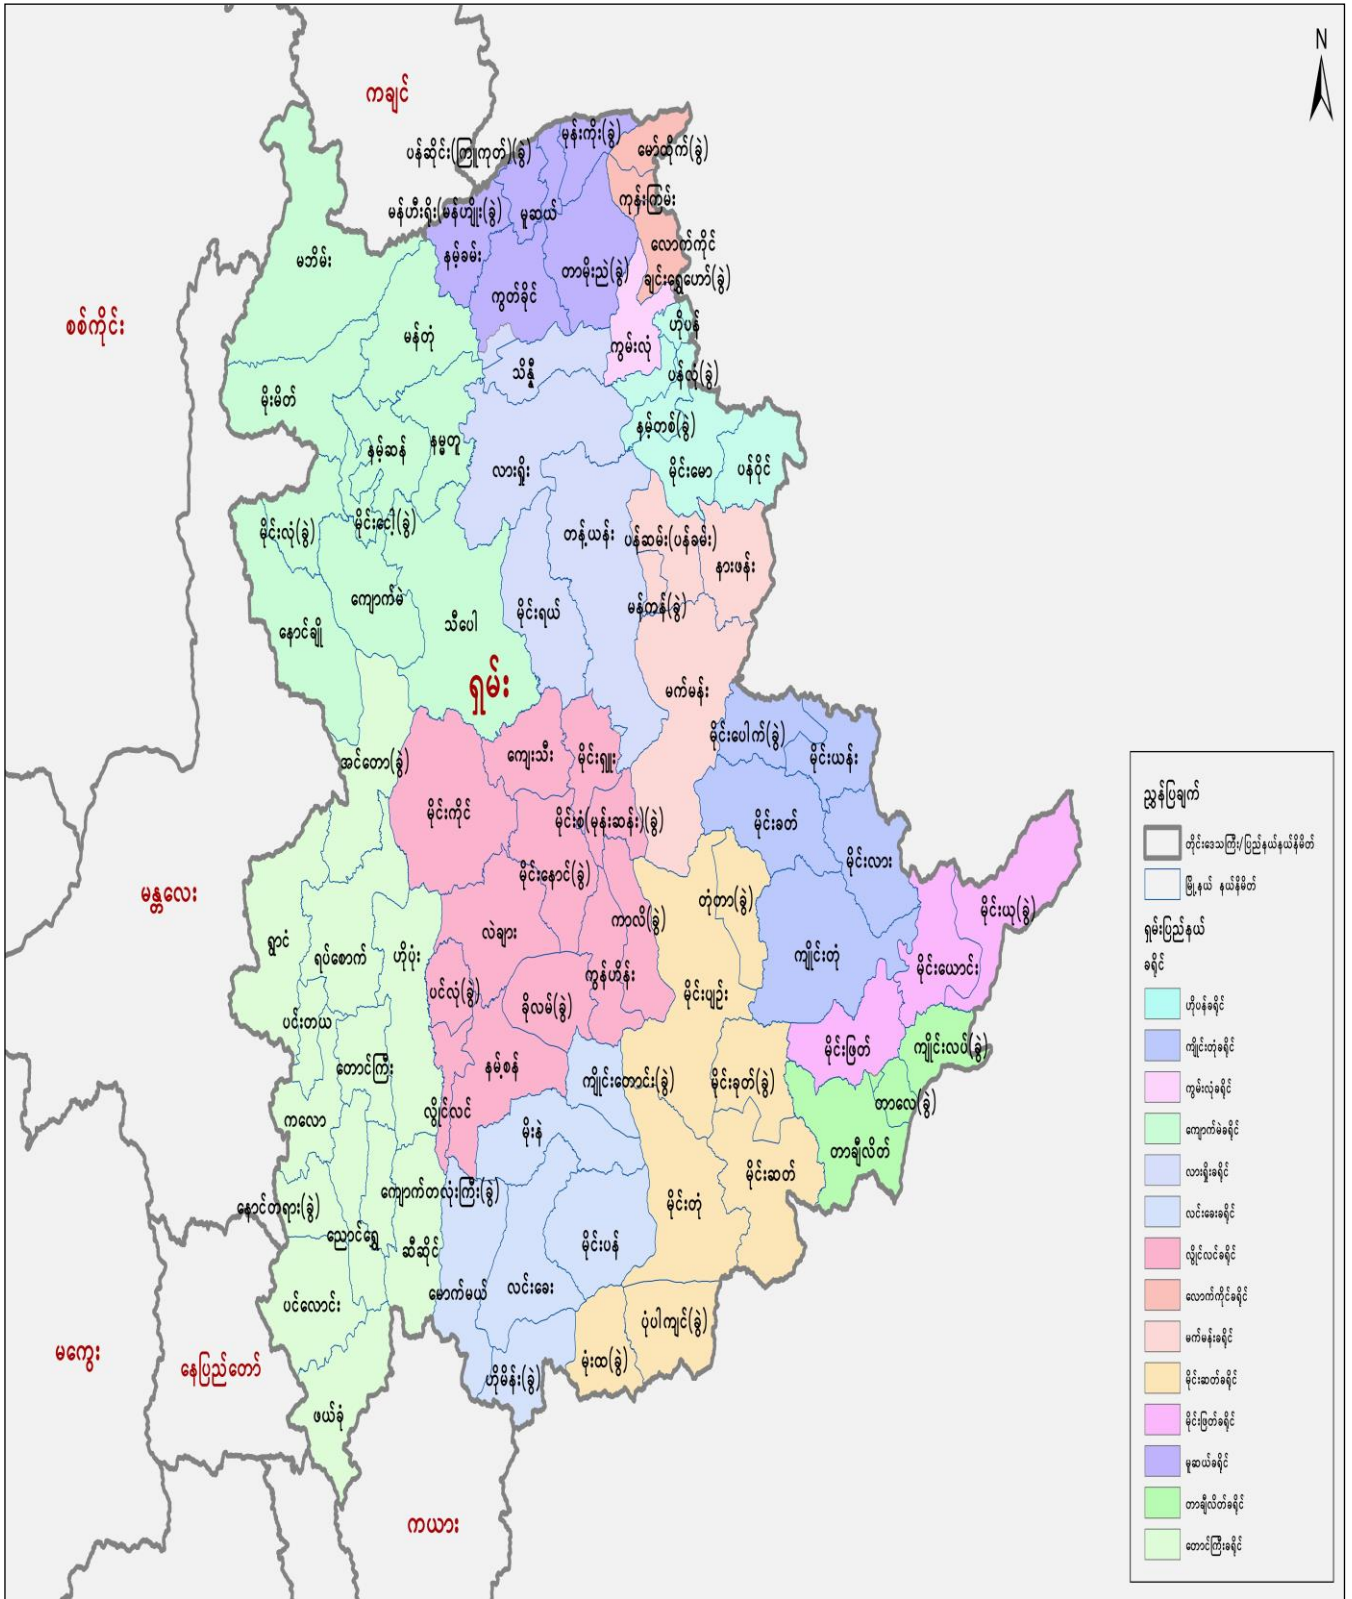 N
ကချင်
မုန်းကိုး(ခွဲ)
ပန်ဆိုင်း(ကြူကုတ်)(ခွဲ)
မော်ထိုက်(ခွဲ)
ကုန်းကြမ်း
မန်ဟီးရိုး(မန်ဟျိုး(ခွဲ)
မူဆယ်
လောက်ကိုင်
နမ့်ခမ်း
မဘိမ်း
တာမိုးညဲ(ခွဲ)
ချင်းရွှေဟော်(ခွဲ)
ကွတ်ခိုင်
စစ်ကိုင်း
မန်တုံ
ဟိုပန်
ကွမ်းလုံ
သိန္နီ
ပန်လုံ(ခွဲ)
မိုးမိတ်
နမ့်တစ်(ခွဲ)
နမ့်ဆန်
နမ္မတူ
လားရှိုး
မိုင်းမော
ပန်ဝိုင်
မိုင်းလုံ(ခွဲ)
မိုင်းငေါ့(ခွဲ)
တန့်ယန်း
ပန်ဆမ်း(ပန်ခမ်း)
နားဖန်း
ကျောက်မဲ
မိုင်းရယ်
မန်ကန်(ခွဲ)
နောင်ချို
သီပေါ
ရှမ်း
မက်မန်း
အင်တော(ခွဲ)
ကျေးသီး
မိုင်းရှူး
မိုင်းပေါက်(ခွဲ)
မိုင်းယန်း
မိုင်းကိုင်
မိုင်းစံ(မုန်းဆန်း)(ခွဲ)
မိုင်းခတ်
မိုင်းလား
မိုင်းနောင်(ခွဲ)
မန္တလေး
တုံတာ(ခွဲ)
ကာလိ(ခွဲ)
မိုင်းယု(ခွဲ)
ရွာငံ
ရပ်စောက်
ဟိုပုံး
လဲချား
ကျိုင်းတုံ
မိုင်းယောင်း
ကွန်ဟိန်း
ပင်လုံ(ခွဲ)
ခိုလမ်(ခွဲ)
မိုင်းပျဉ်း
ပင်းတယ
မိုင်းဖြတ်
ကျိုင်းလပ်(ခွဲ)
တောင်ကြီး
နမ့်စန်
ကျိုင်းတောင်း(ခွဲ)
မိုင်းခုတ်(ခွဲ)
တာလေ(ခွဲ)
ကလော
လွိုင်လင်
မိုးနဲ
တာချီလိတ်
မိုင်းဆတ်
ကျောက်တလုံးကြီး(ခွဲ)
နောင်တရား(ခွဲ)
မိုင်းတုံ
ညောင်ရွှေ
ဆီဆိုင်
မိုင်းပန်
မောက်မယ်
လင်းခေး
ပင်လောင်း
ပုံပါကျင်(ခွဲ)
မကွေး
နေပြည်တော်
မုံးထ(ခွဲ)
ဟိုမိန်း(ခွဲ)
ဖယ်ခုံ
ကယား
ညွှန်ပြချက်
တိုင်းဒေသကြီး/ပြည်နယ်နယ်နိမိတ်
မြို့နယ် နယ်နိမိတ်
ရှမ်းပြည်နယ်
ခရိုင်
ဟိုပန်ခရိုင်
ကျိုင်းတုံခရိုင်
ကွမ်းလုံခရိုင်
ကျောက်မဲခရိုင်
လားရှိုးခရိုင်
လင်းခေးခရိုင်
လွိုင်လင်ခရိုင်
လောက်ကိုင်ခရိုင်
မက်မန်းခရိုင်
မိုင်းဆတ်ခရိုင်
မိုင်းဖြတ်ခရိုင်
မူဆယ်ခရိုင်
တာချီလိတ်ခရိုင်
တောင်ကြီးခရိုင်